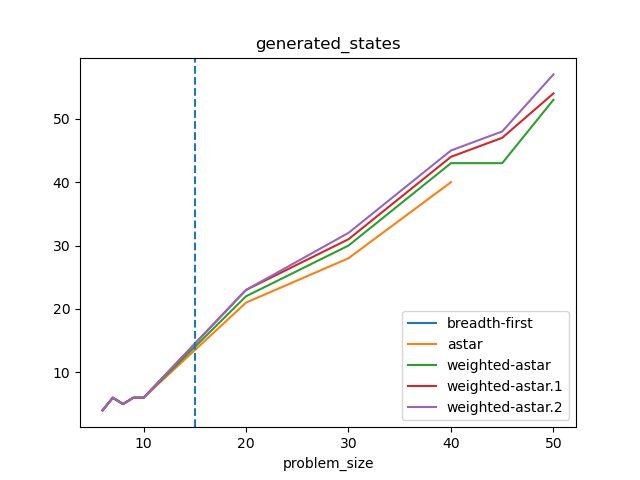 generated_states
50
40
30
20
10
10 20 30 40 50
problem_size
breadth-first
astar
weighted-astar
weighted-astar.1
weighted-astar.2